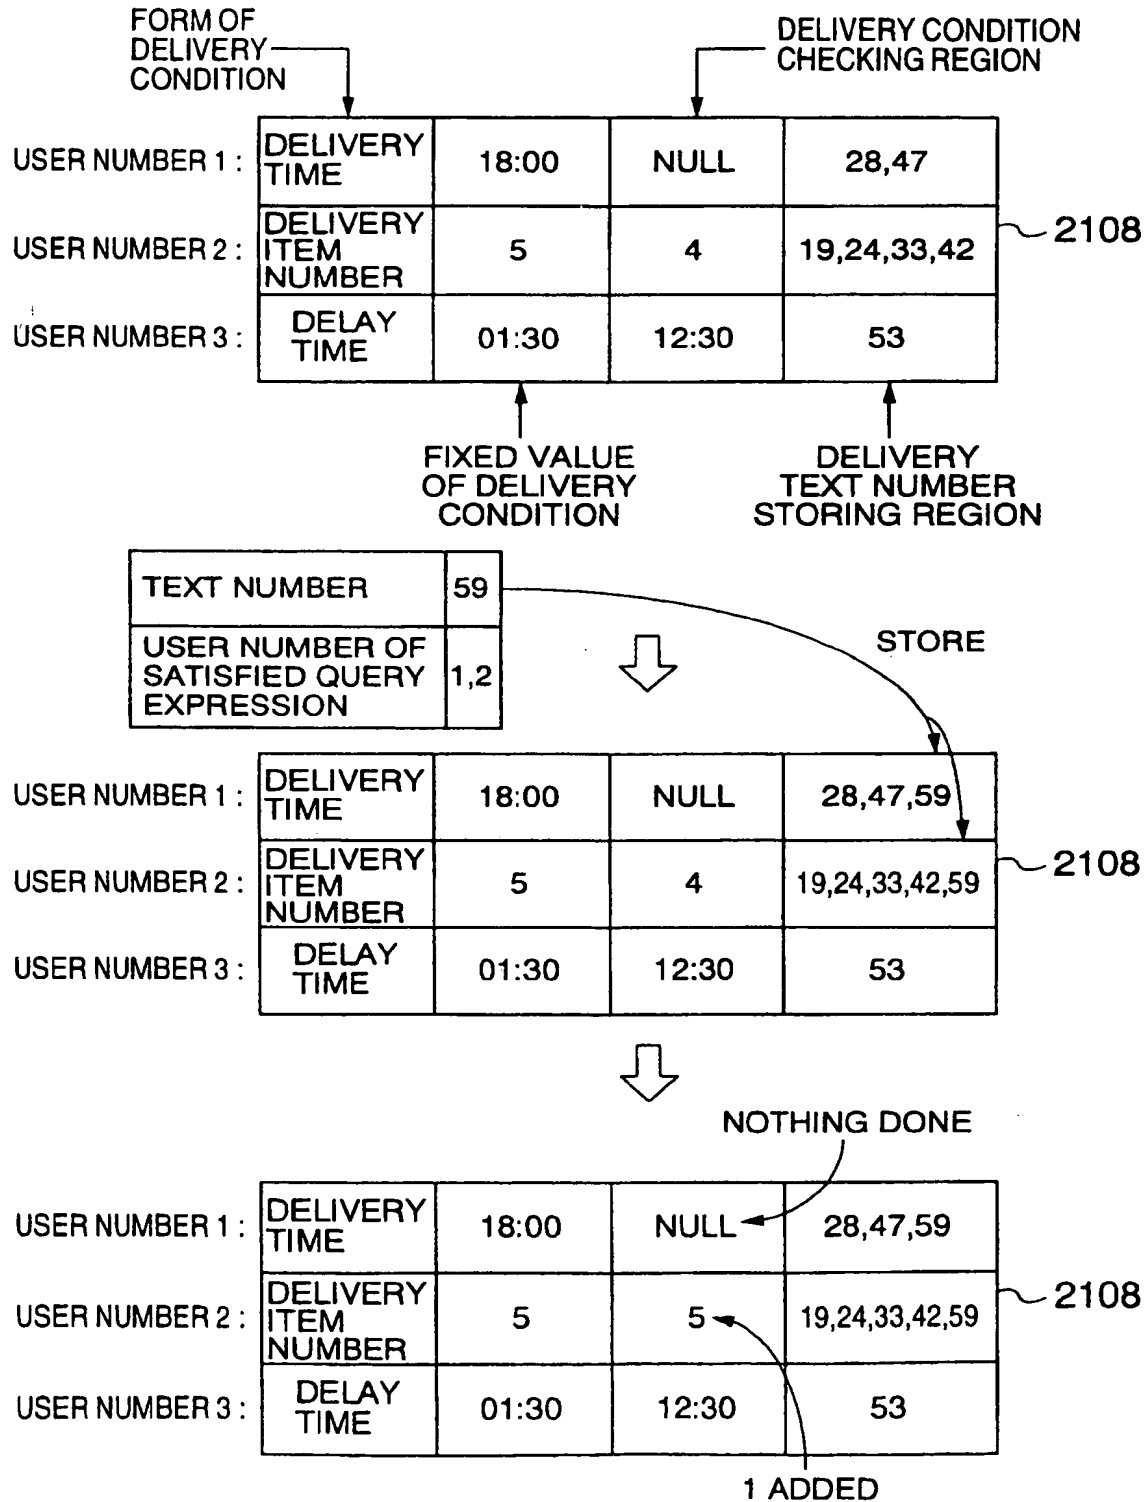 FORM OF
DELIVERY
CONDITION
DELIVERY CONDITION
CHECKING REGION
USER NUMBER 1 :
DELIVERY
TIME
18:00
NULL
28,47
USER NUMBER 2 :
DELIVERY
ITEM
NUMBER
5
4
19,24,33,42
2108
USER NUMBER 3 :
DELAY
TIME
01:30
12:30
53
FIXED VALUE
OF DELIVERY
CONDITION
DELIVERY
TEXT NUMBER
STORING REGION
TEXT NUMBER
59
USER NUMBER OF
SATISFIED QUERY
EXPRESSION
1,2
STORE
USER NUMBER 1 :
DELIVERY
TIME
18:00
NULL
28,47,59
USER NUMBER 2 :
DELIVERY
ITEM
NUMBER
5
4
19,24,33,42,59
2108
USER NUMBER 3 :
DELAY
TIME
01:30
12:30
53
NOTHING DONE
USER NUMBER 1 :
DELIVERY
TIME
18:00
NULL
28,47,59
USER NUMBER 2 :
DELIVERY
ITEM
NUMBER
5
5
19,24,33,42,59
2108
USER NUMBER 3 :
DELAY
TIME
01:30
12:30
53
1 ADDED